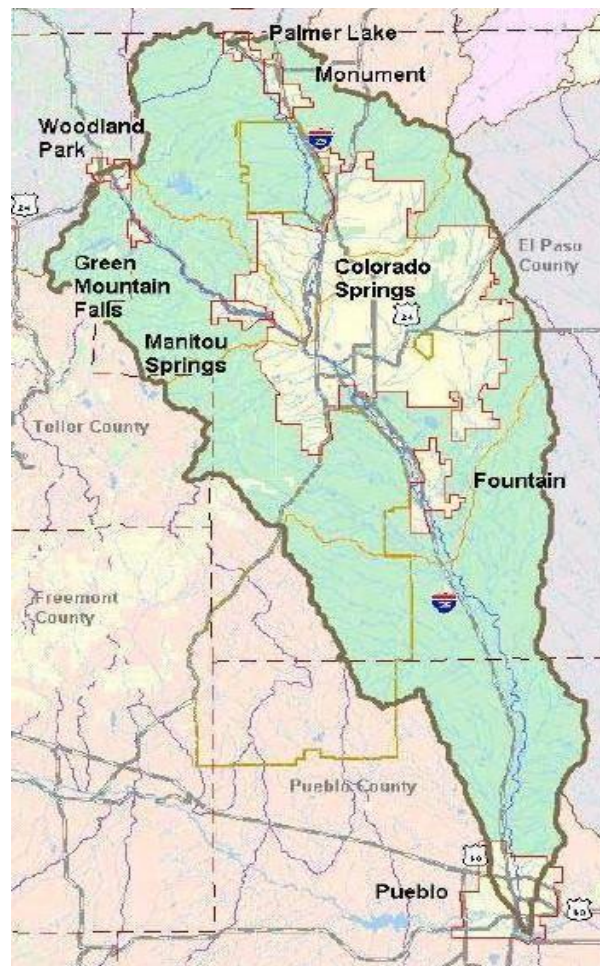 Palmer Lake
Monument
Woodland
Park
25
24
El Paso
County
Green
Mountain
Falls
Colorado
Springs
24
Manitou
Springs
Teller County
Fountain
Freemont
County
25
Pueblo County
50
Pueblo
50